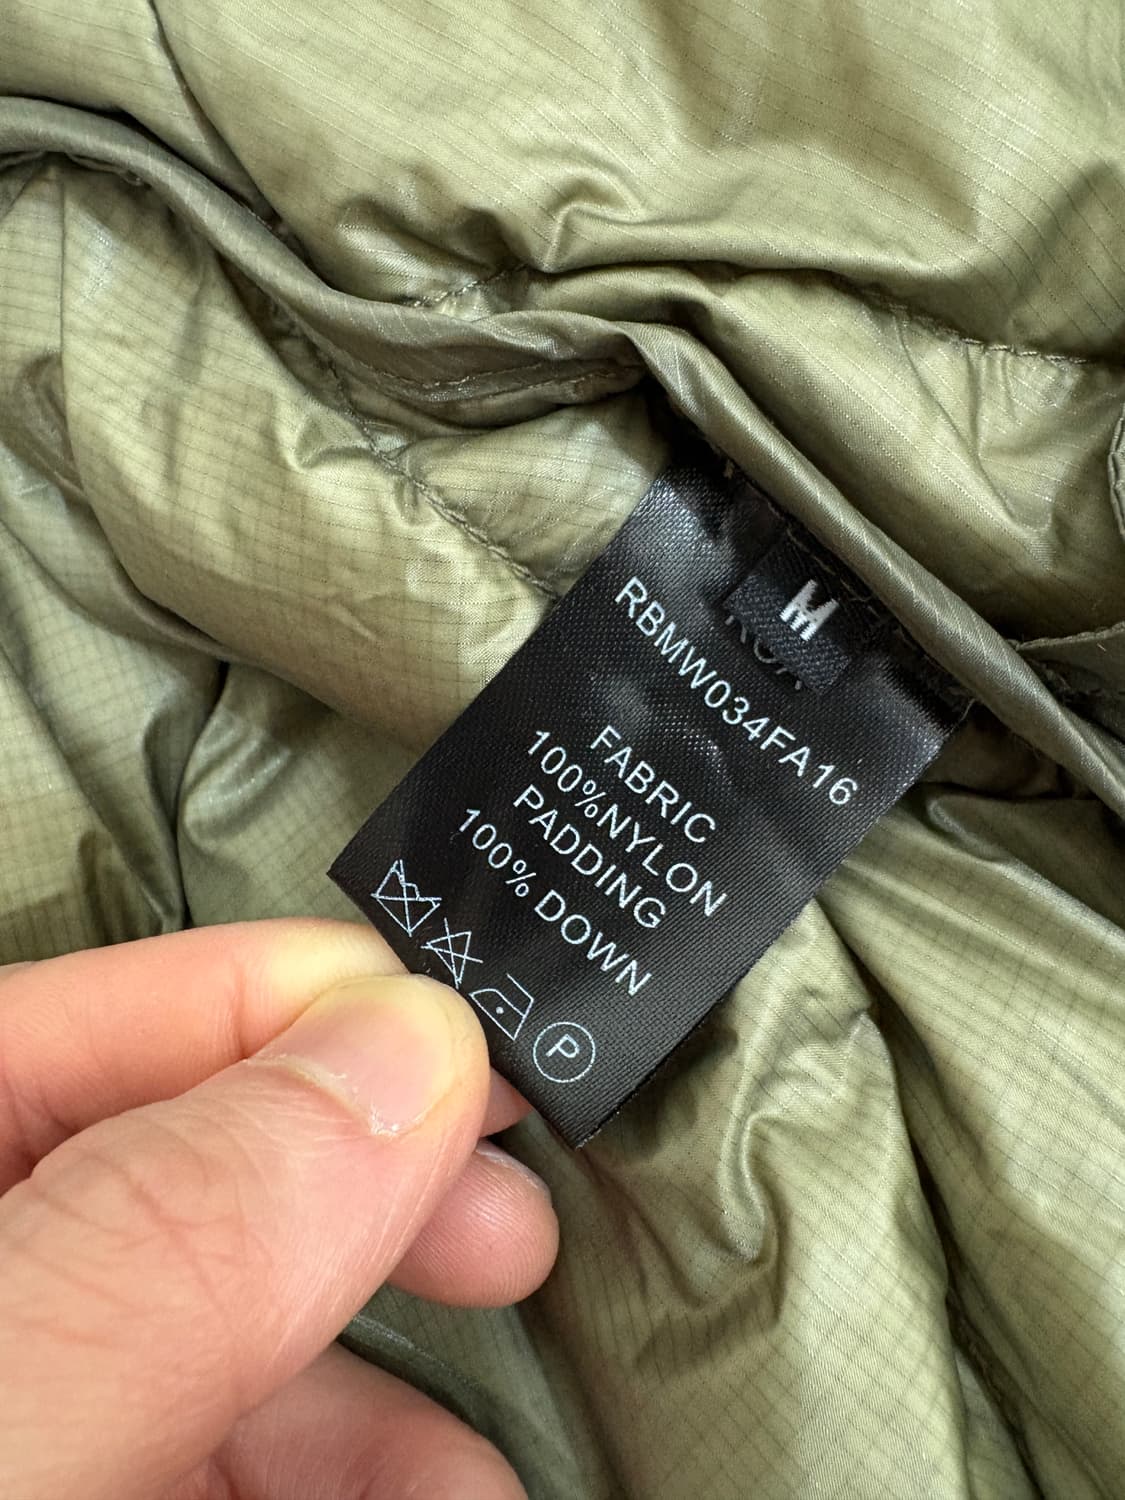 M
RBMW034FA16
FABRIC
100%NYLON
PADDING
100% DOWN
P